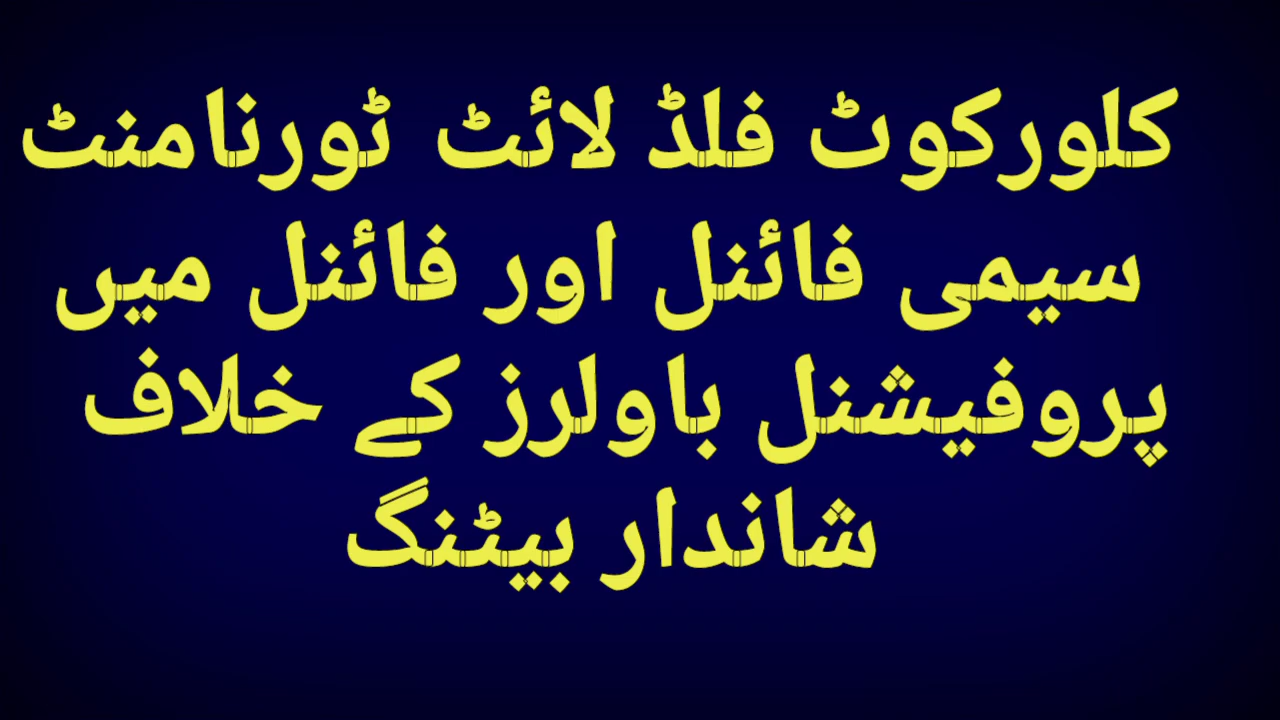 کلورکوٹ فلڈ لائٹ ٹورنامنٹ
سیمی فائنل اور فائنل میں
پروفیشنل باولرز کے خلاف
شاندار بیٹنگ